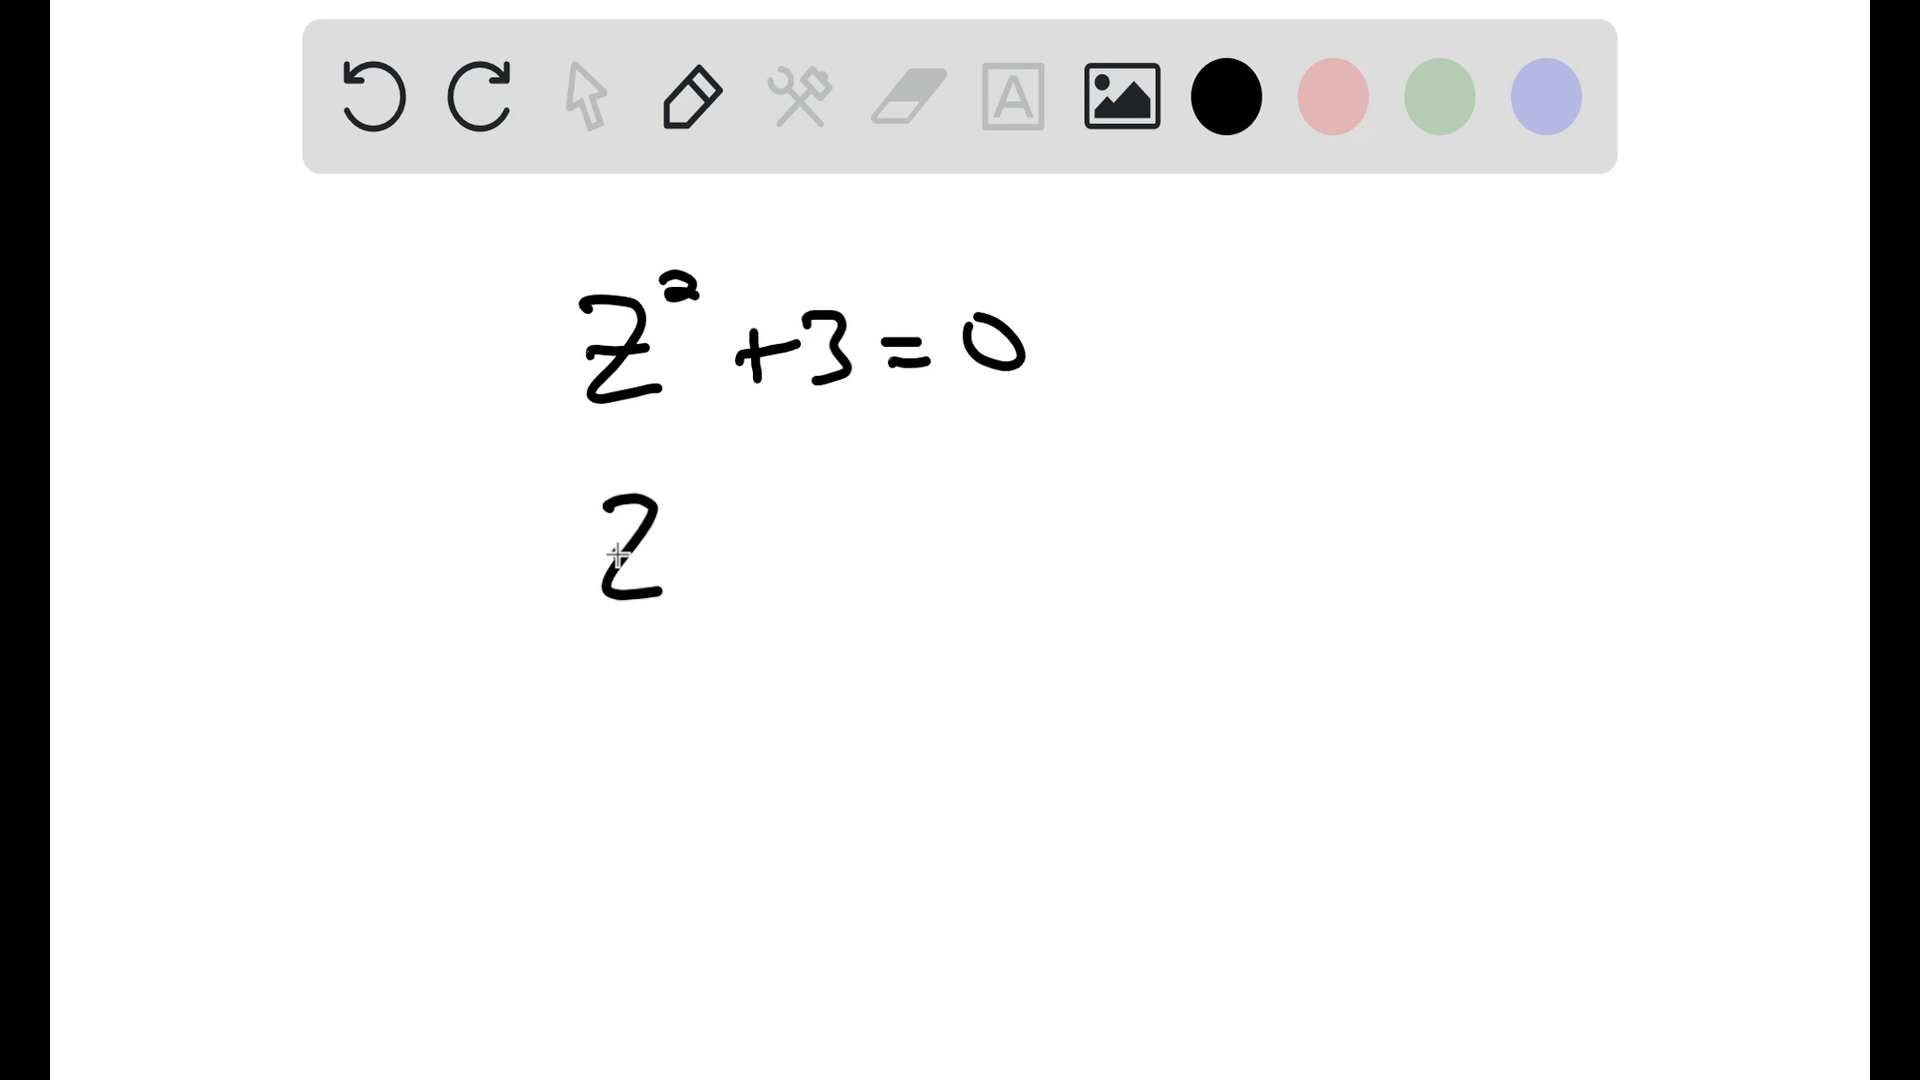 A
z² + 3 = 0
z